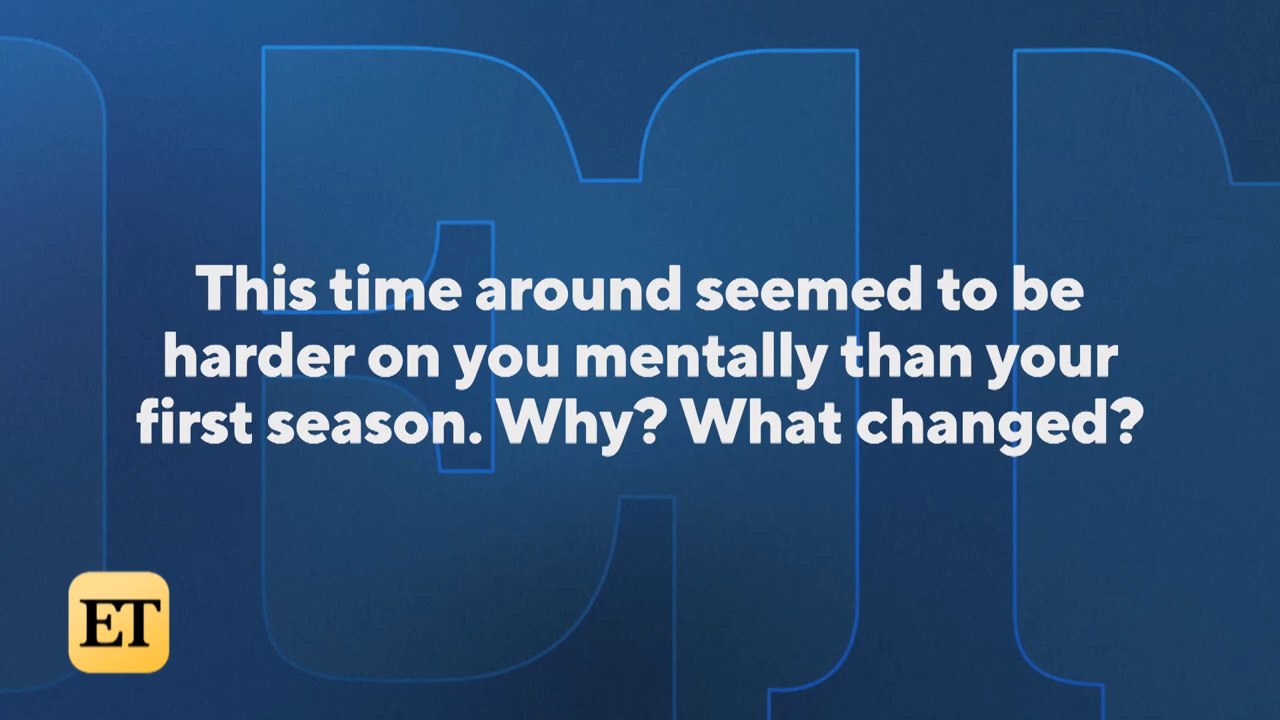 This time around seemed to be
harder on you mentally than your
first season. Why? What changed?
ET